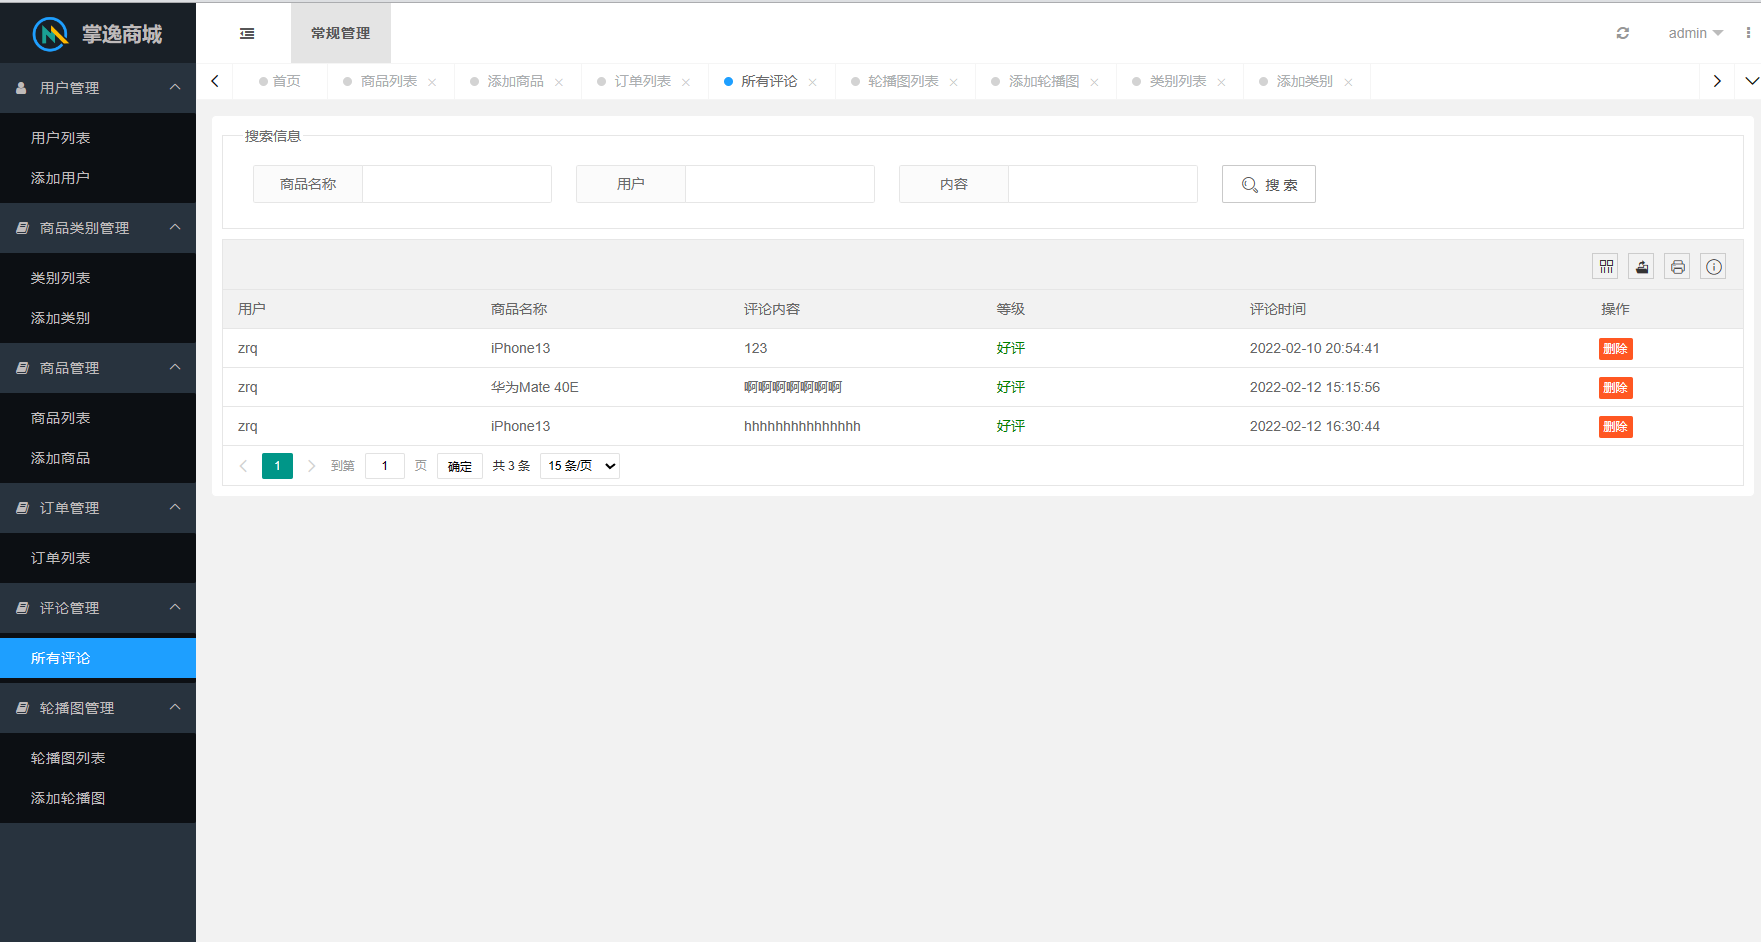 掌逸商城
常规管理
admin
用户管理
用户列表
添加用户
商品类别管理
类别列表
添加类别
商品管理
商品列表
添加商品
订单管理
订单列表
评论管理
所有评论
轮播图管理
轮播图列表
添加轮播图
首页 商品列表 添加商品 订单列表 所有评论 轮播图列表 添加轮播图 类别列表 添加类别
搜索信息
商品名称 用户 内容 搜 索
用户 商品名称 评论内容 等级 评论时间 操作
zrq iPhone13 123 好评 2022-02-10 20:54:41 删除
zrq 华为Mate 40E 啊啊啊啊啊啊啊 好评 2022-02-12 15:15:56 删除
zrq iPhone13 hhhhhhhhhhhhhhh 好评 2022-02-12 16:30:44 删除
1 到第 1 页 确定 共 3 条 15 条/页